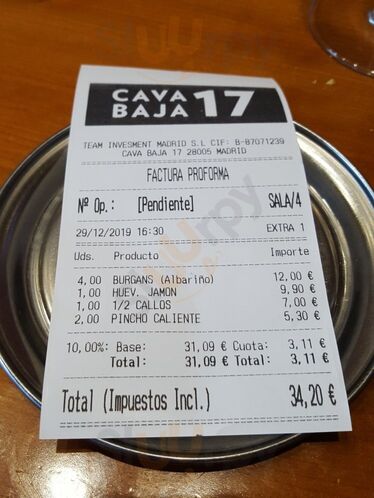 CAVA BAJA 17
TEAM INVESMENT MADRID S.L CIF: B-87071239
CAVA BAJA 17 28005 MADRID
FACTURA PROFORMA
Nº Op.: [Pendiente] SALA/4
29/12/2019 16:30 EXTRA 1
Uds. Producto Importe
4,00 BURGANS (Albariño) 12,00 €
1,00 HUEV. JAMON 9,90 €
1,00 1/2 CALLOS 7,00 €
2,00 PINCHO CALIENTE 5,30 €
10,00%: Base: 31,09 € Cuota: 3,11 €
Total: 31,09 € Total: 3,11 €
Total (Impuestos Incl.) 34,20 €